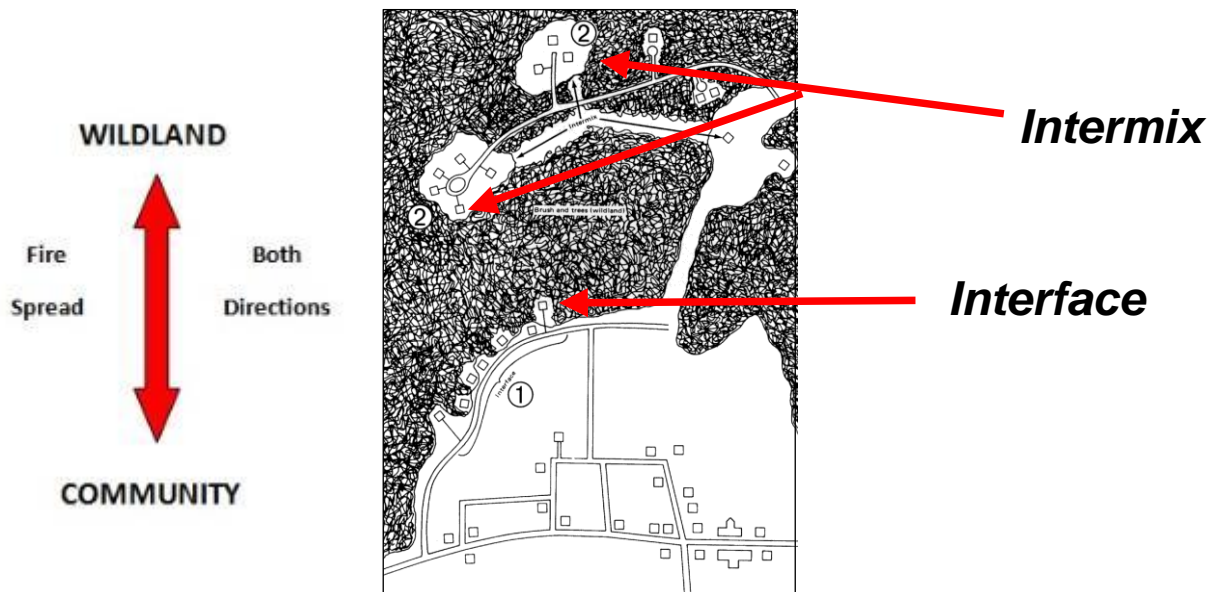 WILDLAND
Fire
Spread
Both
Directions
COMMUNITY
②
Intermix
②
Brush and trees (wildland)
Interface
①
Intermix
Interface